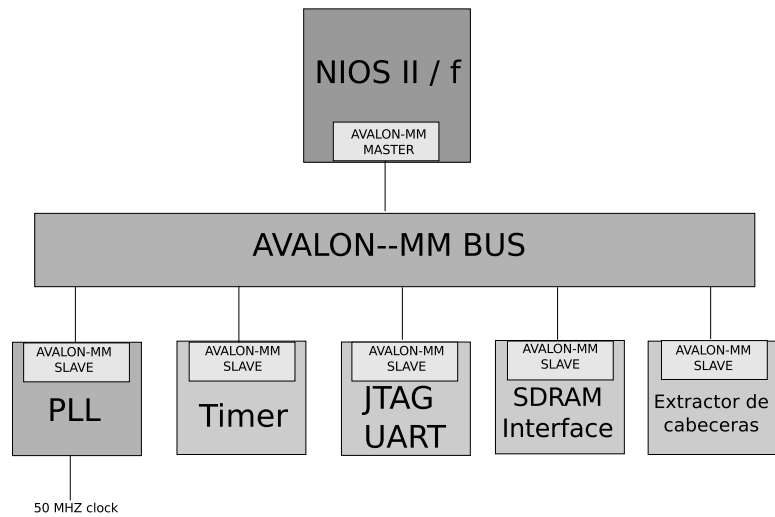 NIOS II / f
AVALON-MM
MASTER
AVALON--MM BUS
AVALON-MM
SLAVE
PLL
AVALON-MM
SLAVE
Timer
AVALON-MM
SLAVE
JTAG
UART
AVALON-MM
SLAVE
SDRAM
Interface
AVALON-MM
SLAVE
Extractor de
cabeceras
50 MHZ clock